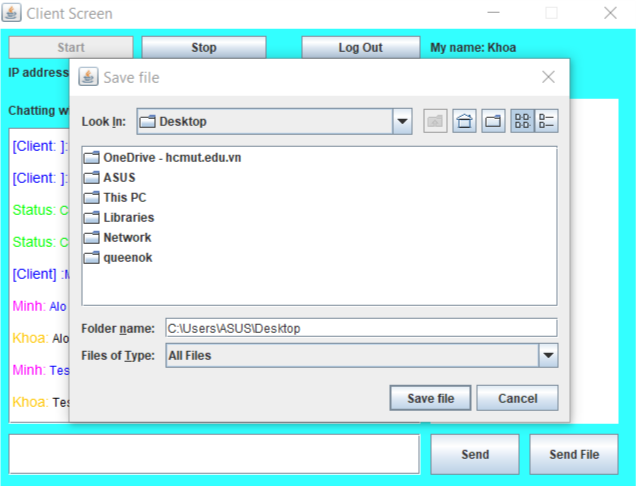 Client Screen
Start
Stop
Log Out
My name: Khoa
IP address
Save file
Chatting w
Look In:
Desktop
OneDrive - hcmut.edu.vn
ASUS
This PC
Libraries
Network
queenok
[Client: ]:
[Client: ]:
Status: C
Status: C
[Client] :M
Minh: Alo
Khoa: Alo
Minh: Tes
Khoa: Tes
Folder name:
C:\Users\ASUS\Desktop
Files of Type:
All Files
Save file
Cancel
Send
Send File